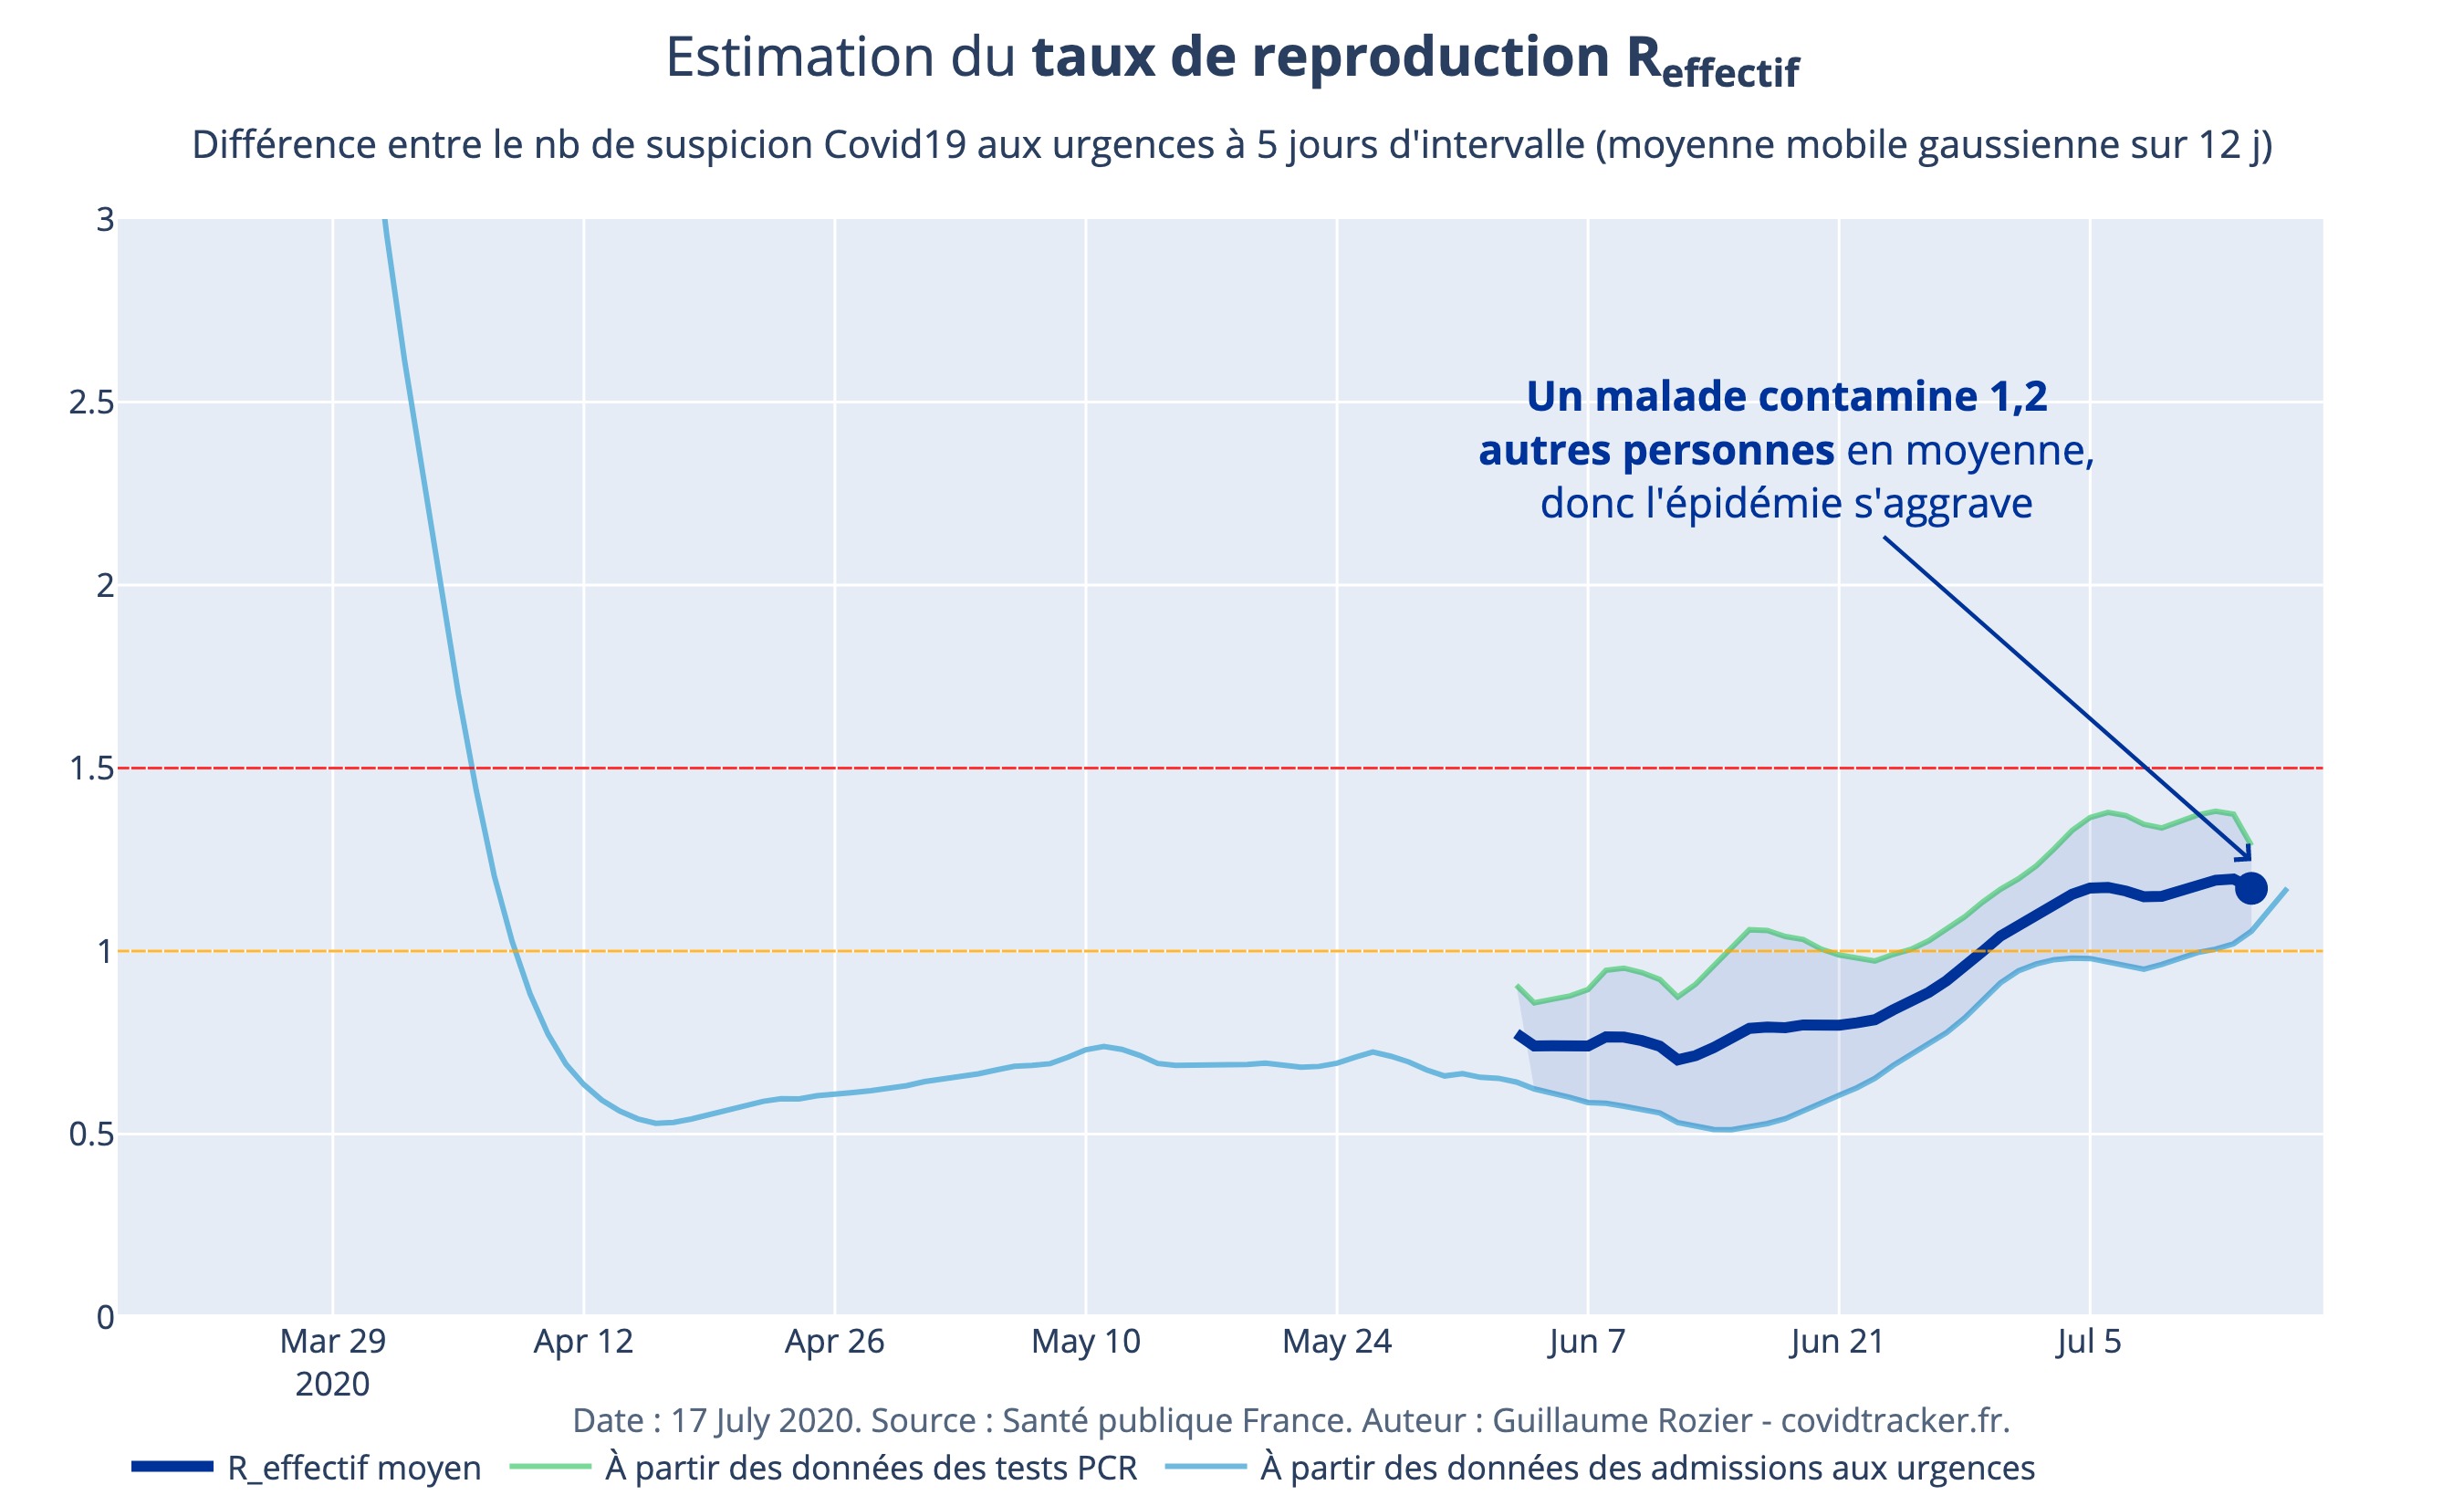 Estimation du taux de reproduction Reffectif
Différence entre le nb de suspicion Covid19 aux urgences à 5 jours d'intervalle (moyenne mobile gaussienne sur 12 j)
3
2.5
2
1.5
1
0.5
0
Un malade contamine 1,2
autres personnes en moyenne,
donc l'épidémie s'aggrave
Mar 29 Apr 12 Apr 26 May 10 May 24 Jun 7 Jun 21 Jul 5
2020
Date : 17 July 2020. Source : Santé publique France. Auteur : Guillaume Rozier - covidtracker.fr.
R_effectif moyen À partir des données des tests PCR À partir des données des admissions aux urgences